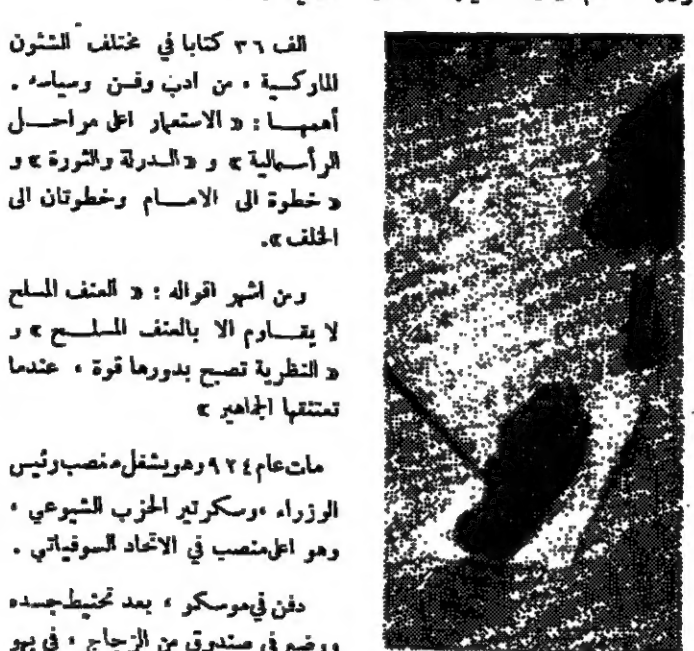 الف ٣٦ كتابا في مختلف الشئون
الماركسية ، من ادب وفن وسياسه .
أهمها : « الاستعمار اعلى مراحل
الرأسمالية » و « الدولة والثورة » و
« خطوة الى الامام وخطوتان الى
الخلف ».
ومن اشهر اقواله : « العنف المسلح
لا يقاوم الا بالعنف المسلح » و
« النظرية تصبح بدورها قوة ، عندما
تعتنقها الجماهير »
مات عام ٩٢٤ وهو يشغل منصب رئيس
الوزراء ، وسكرتير الحزب الشيوعي ،
وهو اعلى منصب في الاتحاد السوفياتي .
دفن في موسكو ، بعد تحنيط جسده
ووضع في صندوق من الزجاج ، في بهو